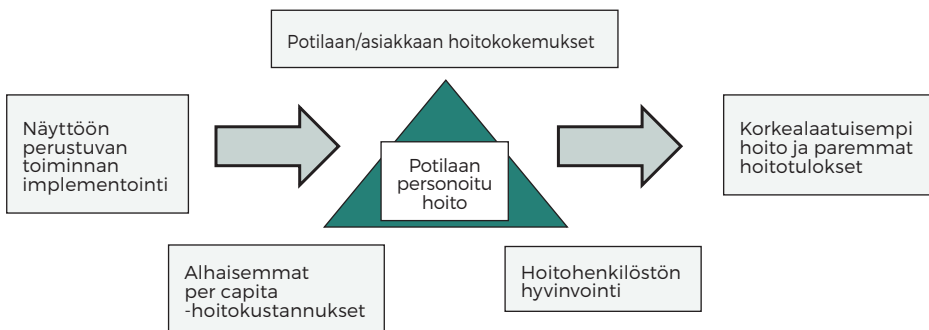 Potilaan/asiakkaan hoitokokemukset
Näyttöön
perustuvan
toiminnan
implementointi
Potilaan
personoitu
hoito
Korkealaatuisempi
hoito ja paremmat
hoitotulokset
Alhaisemmat
per capita
-hoitokustannukset
Hoitohenkilöstön
hyvinvointi